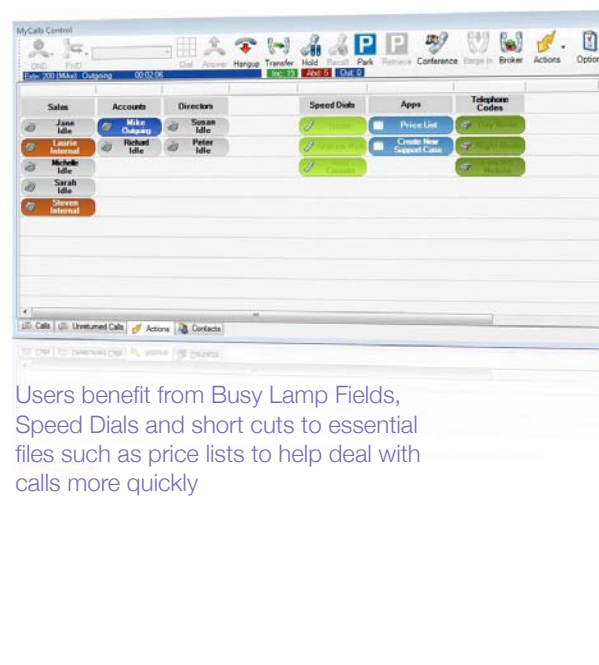 MyCalls Control
DND FWD Dial Answer Hangup Transfer Hold Recall Park Retrieve Conference Barge In Broker Actions Option
Extn: 200 (Mike) Outgoing 00:02:06 Inc: 19 Abd: 5 Out: 0
Sales Accounts Directors Speed Dials Apps Telephone Codes
Jane Idle Mike Outgoing Susan Idle Price List
Laurie Internal Richard Idle Peter Idle Create New Support Case
Michelle Idle
Sarah Idle
Steven Internal
Calls Unreturned Calls Actions Contacts
Users benefit from Busy Lamp Fields,
Speed Dials and short cuts to essential
files such as price lists to help deal with
calls more quickly